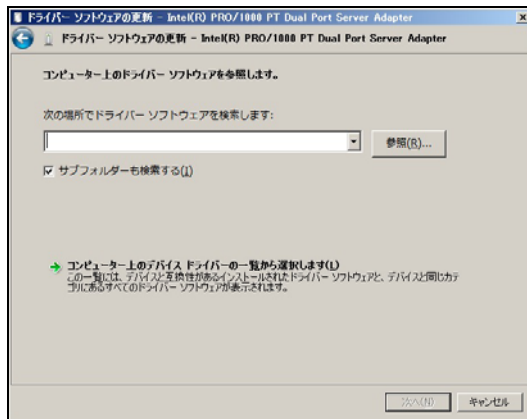 ドライバー ソフトウェアの更新 - Intel(R) PRO/1000 PT Dual Port Server Adapter
ドライバー ソフトウェアの更新 - Intel(R) PRO/1000 PT Dual Port Server Adapter
コンピューター上のドライバー ソフトウェアを参照します。
次の場所でドライバー ソフトウェアを検索します:
参照(R)...
サブフォルダーも検索する(I)
コンピューター上のデバイス ドライバーの一覧から選択します(L)
この一覧には、デバイスと互換性があるインストールされたドライバー ソフトウェアと、デバイスと同じカテ
ゴリにあるすべてのドライバー ソフトウェアが表示されます。
次へ(N) キャンセル